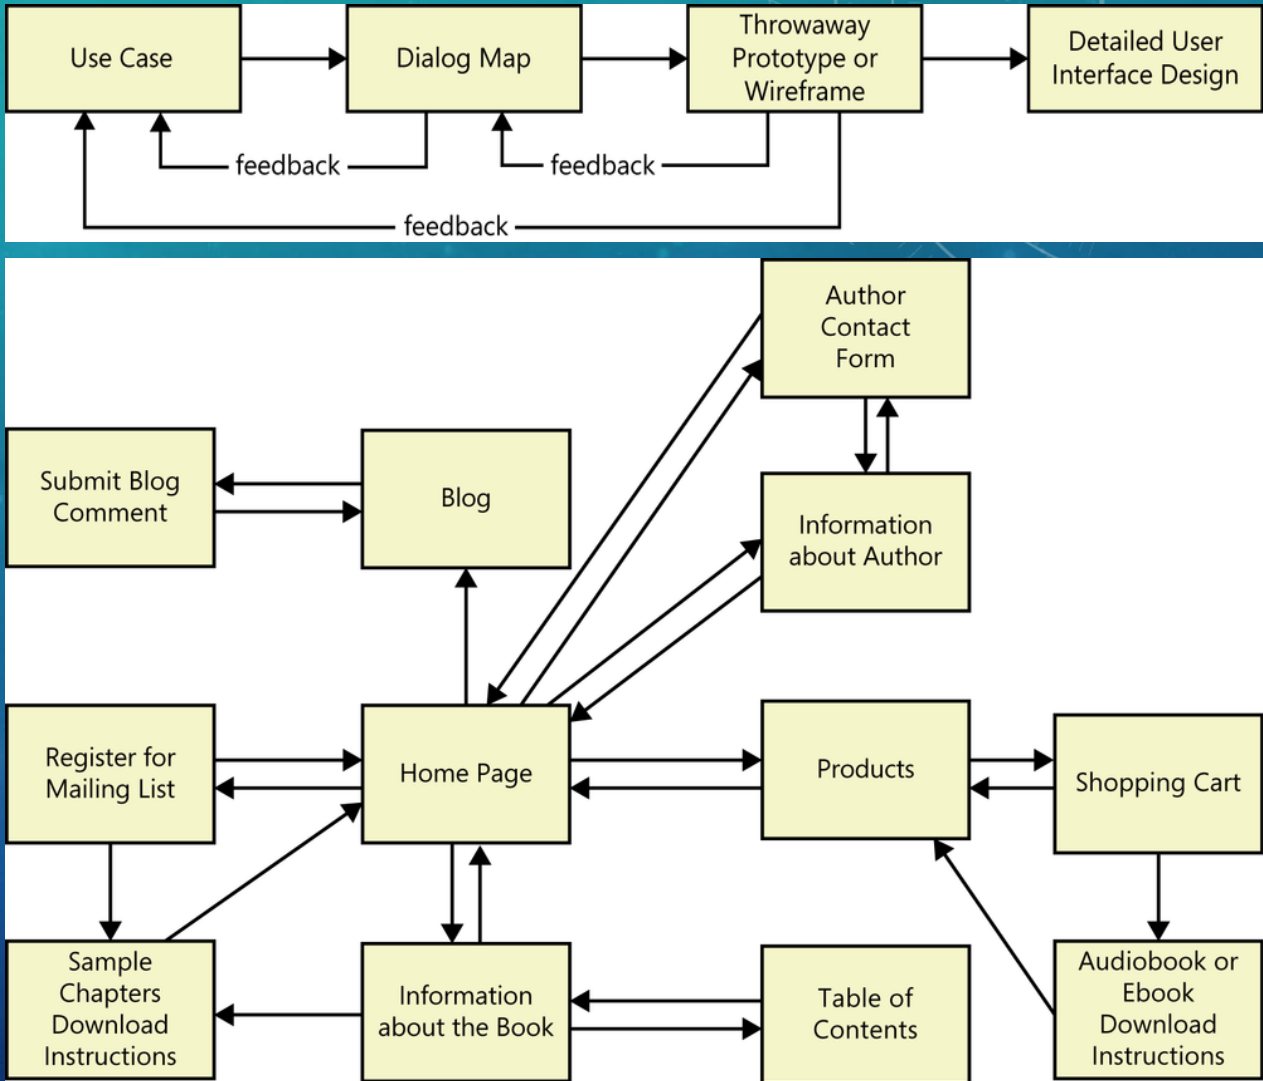 Use Case
Dialog Map
Throwaway
Prototype or
Wireframe
Detailed User
Interface Design
feedback
feedback
feedback
Author
Contact
Form
Submit Blog
Comment
Blog
Information
about Author
Register for
Mailing List
Home Page
Products
Shopping Cart
Sample
Chapters
Download
Instructions
Information
about the Book
Table of
Contents
Audiobook or
Ebook
Download
Instructions